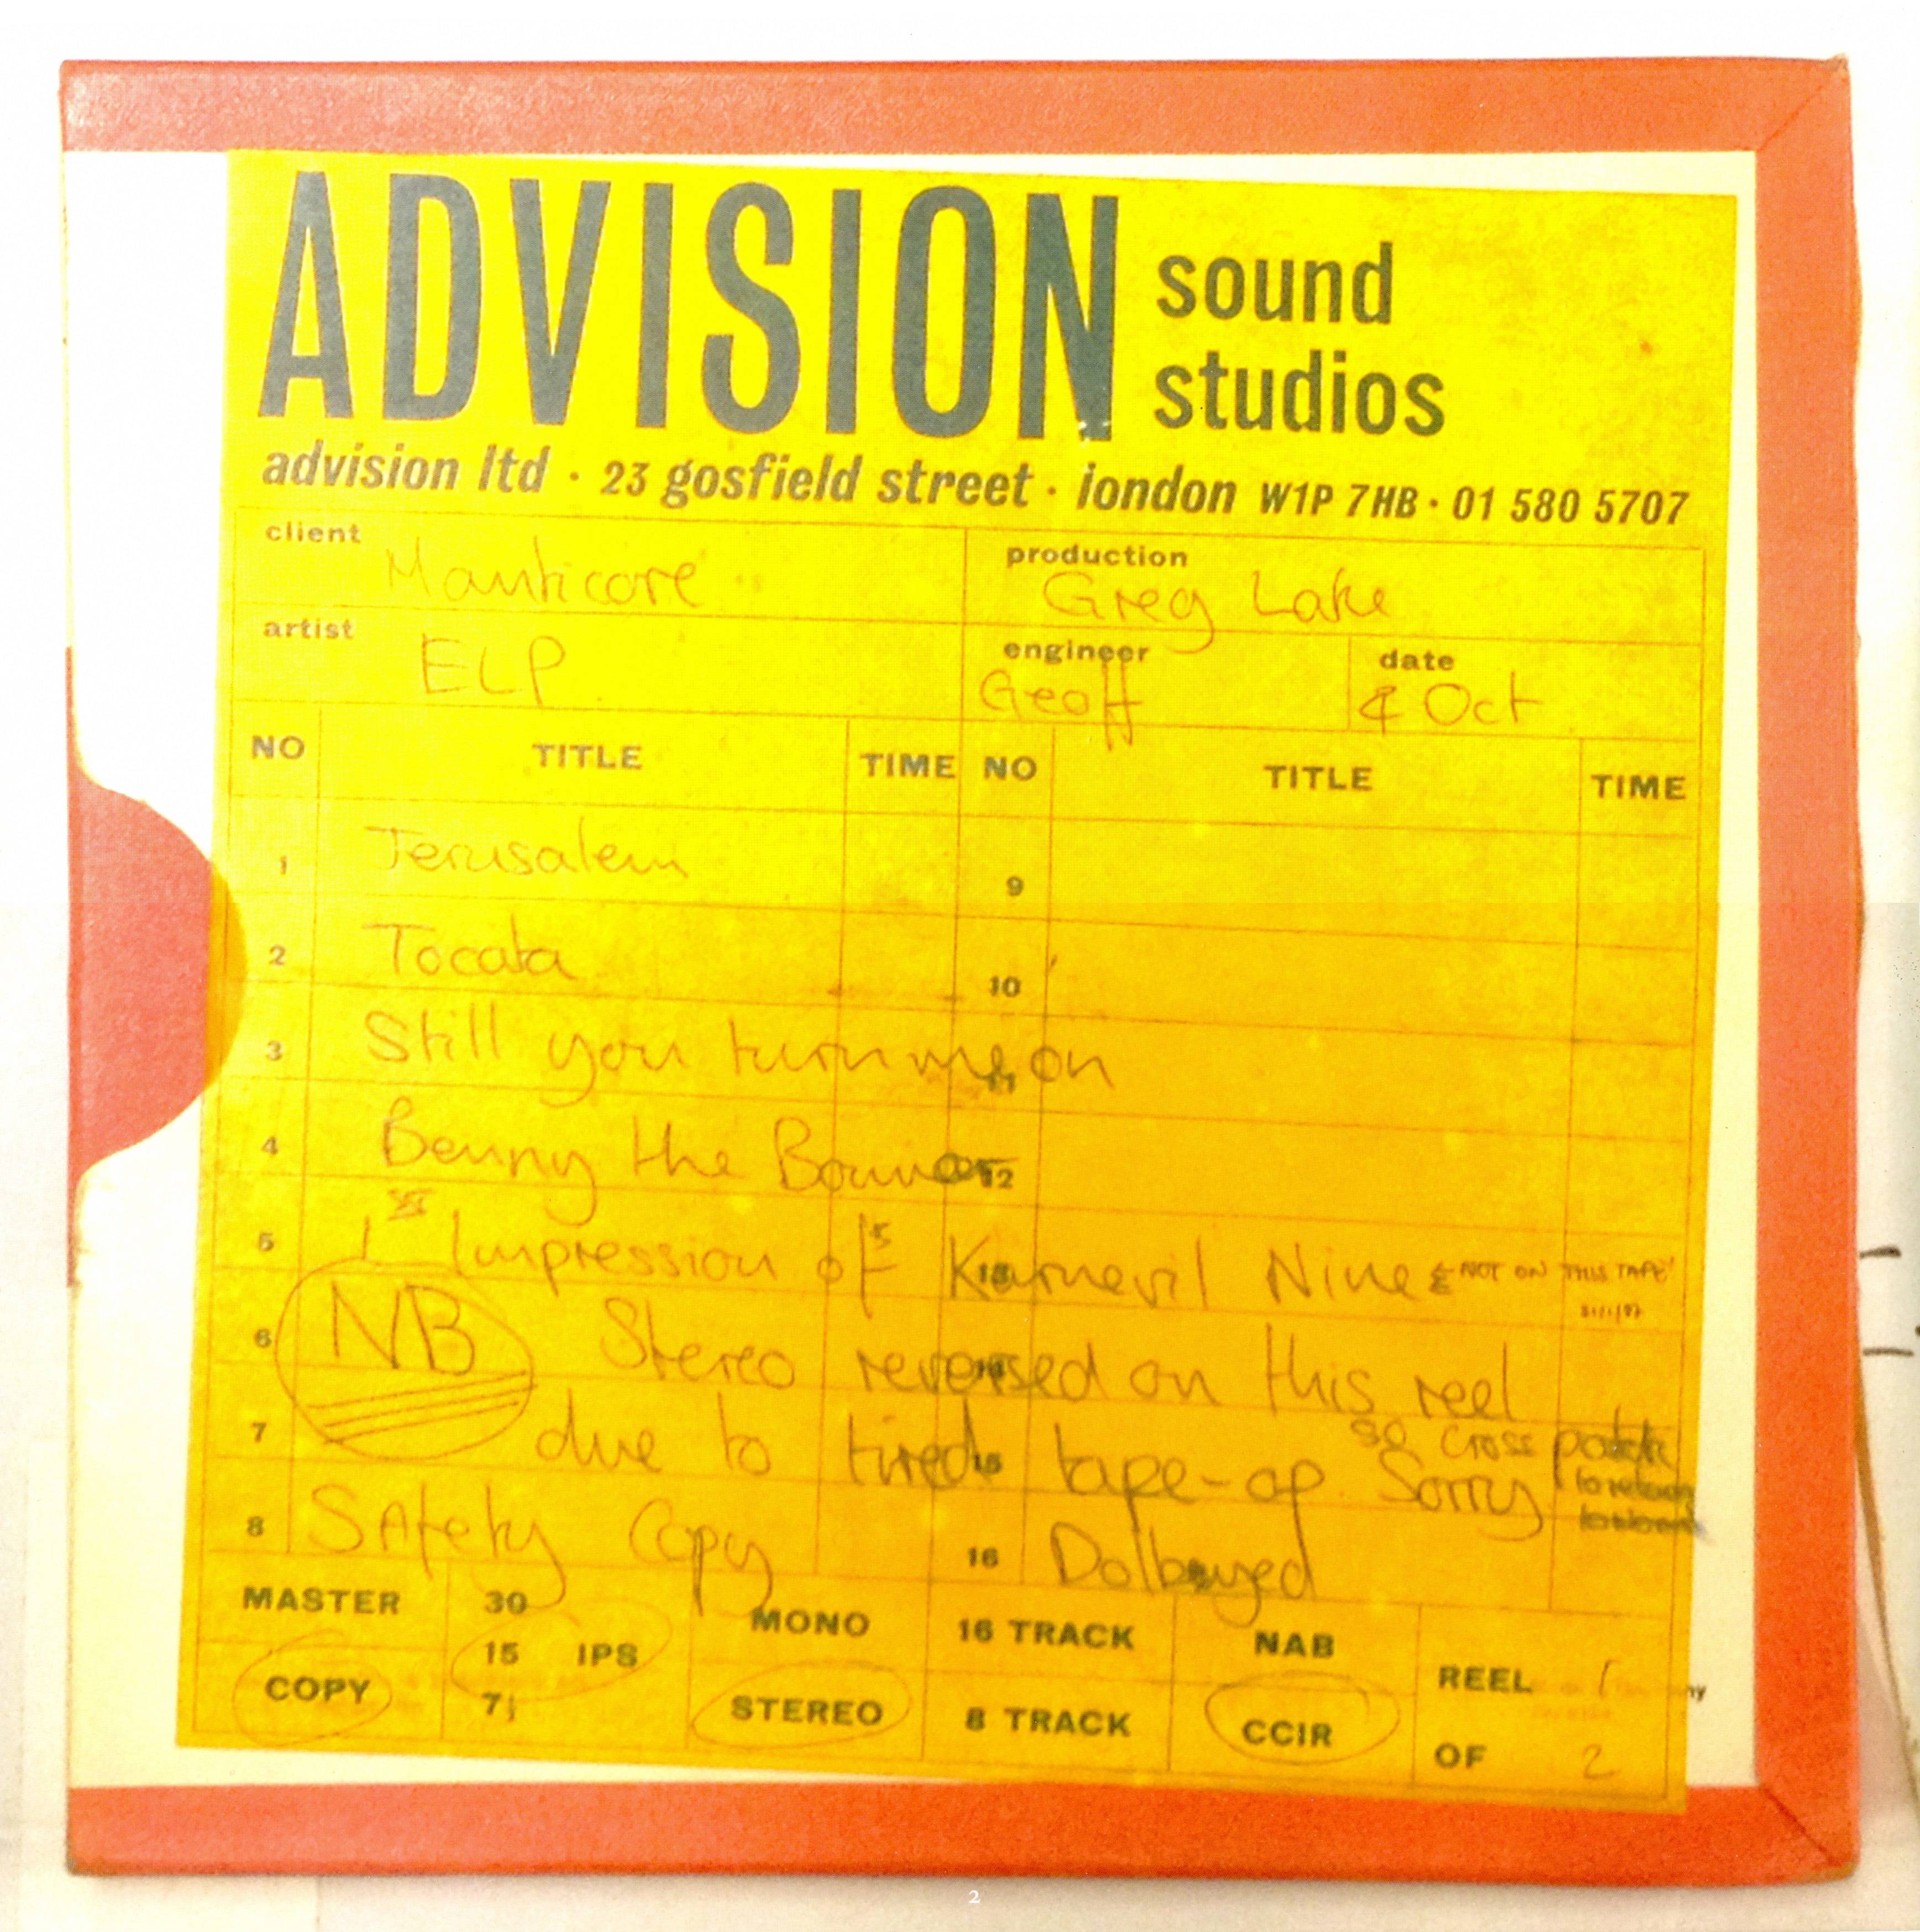 ADVISION sound studios
advision ltd · 23 gosfield street · london W1P 7HB · 01 580 5707
client Manticore production Greg Lake
artist ELP engineer Geoff date 4 Oct
NO TITLE TIME NO TITLE TIME
1 Jerusalem 9
2 Tocata 10
3 Still you turn me on 11
4 Benny the Bouncer 12
5 1st Impression of Karnevil Nine NOT ON THIS TAPE! 13
6 NB Stereo reversed on this reel 14
so cross patch
7 due to tired tape-op. Sorry 15
8 Safety Copy 16 Dolbyed
MASTER 30 MONO 16 TRACK NAB
15 IPS REEL 1
COPY 7½ STEREO 8 TRACK CCIR
OF 2
2